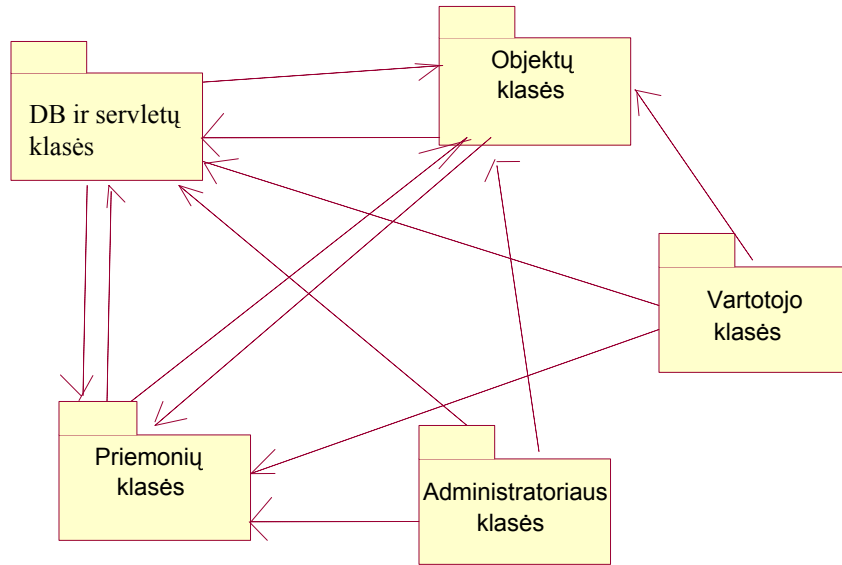 Objektų
klasės
DB ir servletų
klasės
Vartotojo
klasės
Priemonių
klasės
Administratoriaus
klasės